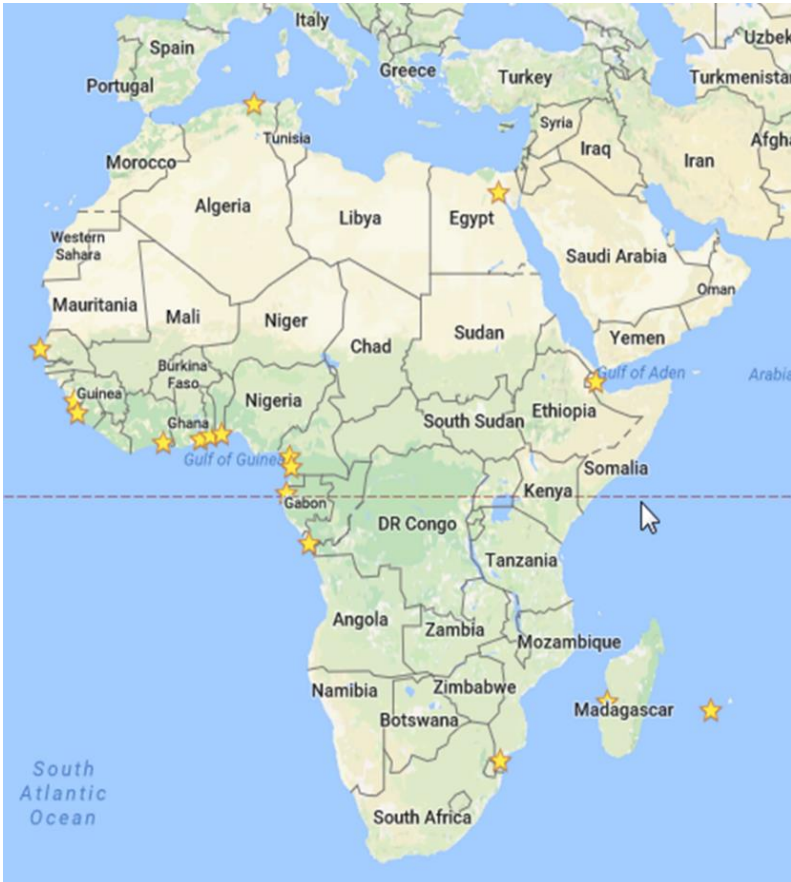 Italy
Uzbek
Spain
Greece
Turkey
Turkmenista
Portugal
Syria
Afgha
Tunisia
Iraq
Iran
Morocco
Algeria
Libya
Egypt
Western
Sahara
Saudi Arabia
Oman
Mauritania
Mali
Niger
Chad
Sudan
Yemen
Burkina
Faso
Gulf of Aden
Arabia
Guinea
Nigeria
Ethiopia
Ghana
South Sudan
Gulf of Guinea
Somalia
Gabon
Kenya
DR Congo
Tanzania
Angola
Zambia
Mozambique
Namibia
Zimbabwe
Botswana
Madagascar
South
Atlantic
Ocean
South Africa